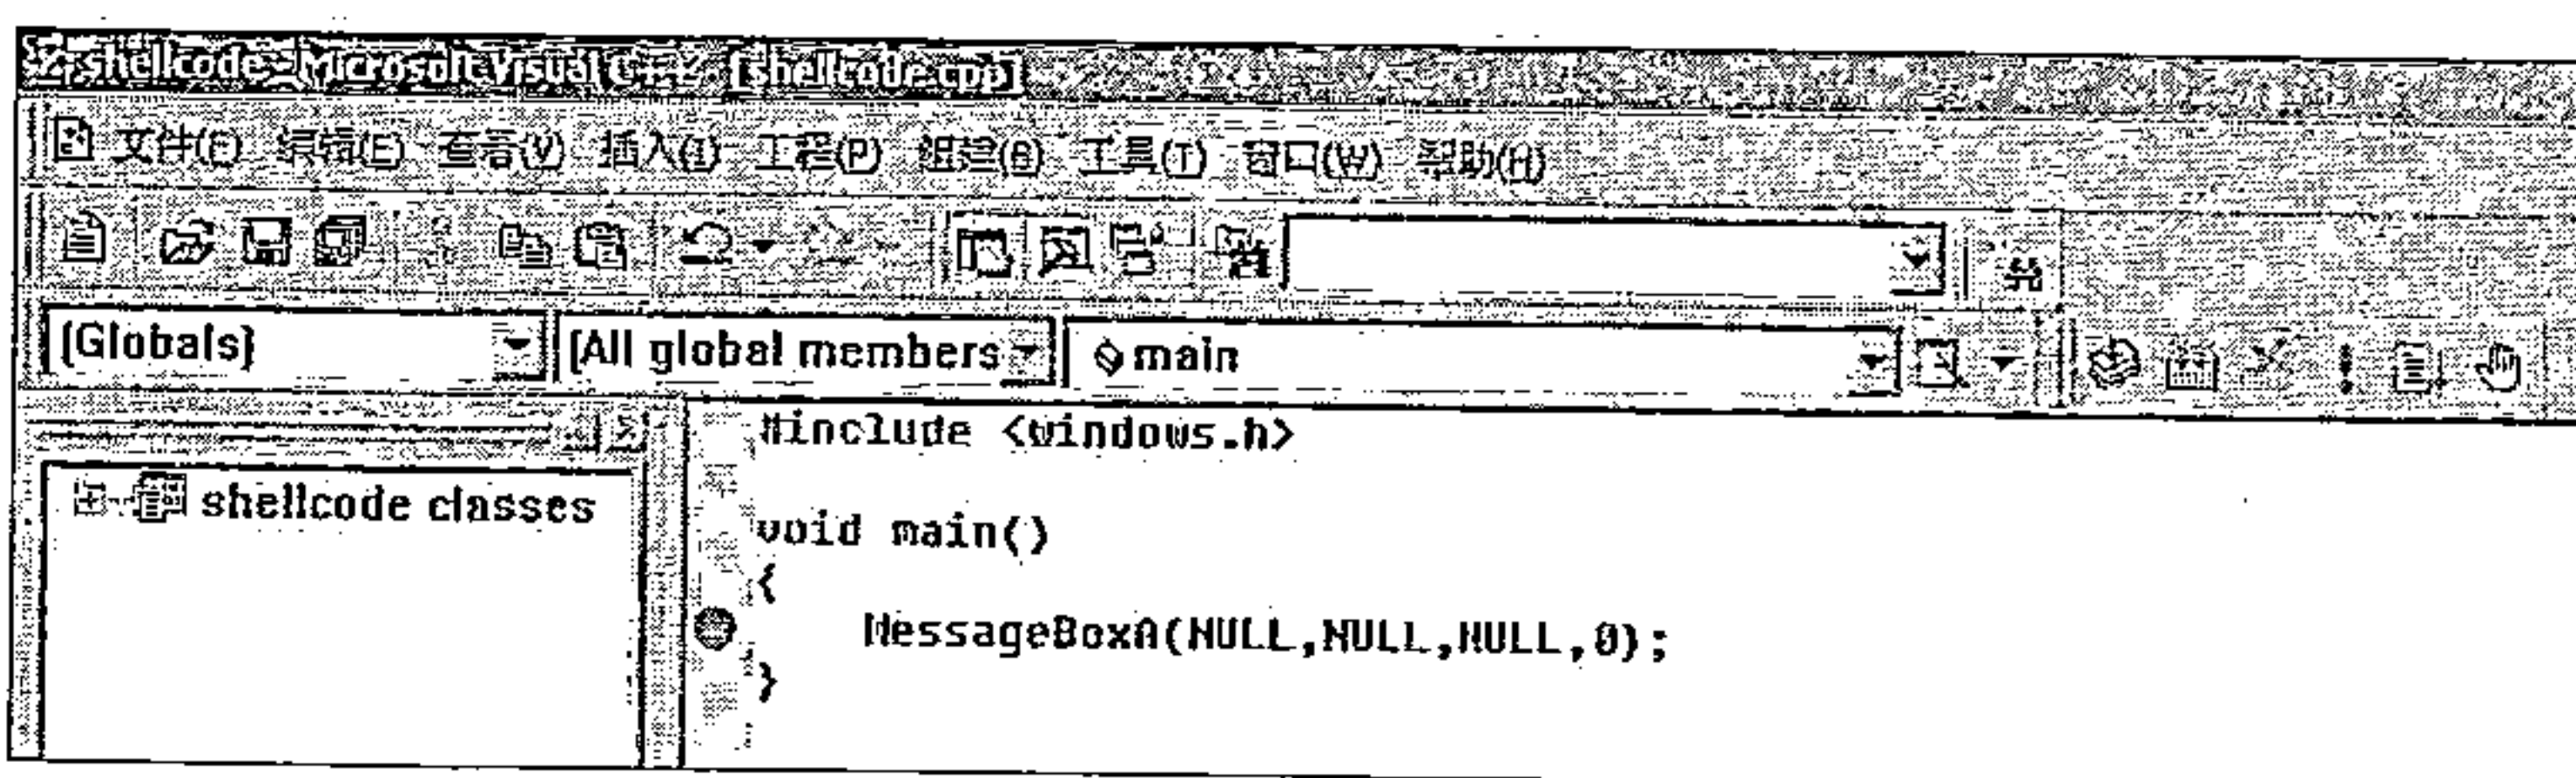 shellcode - Microsoft Visual C++ - [shellcode.cpp]
文件(F) 编辑(E) 查看(V) 插入(I) 工程(P) 组建(B) 工具(T) 窗口(W) 帮助(H)
(Globals) (All global members main
#include <windows.h>
shellcode classes
void main()
{
MessageBoxA(NULL,NULL,NULL,0);
}